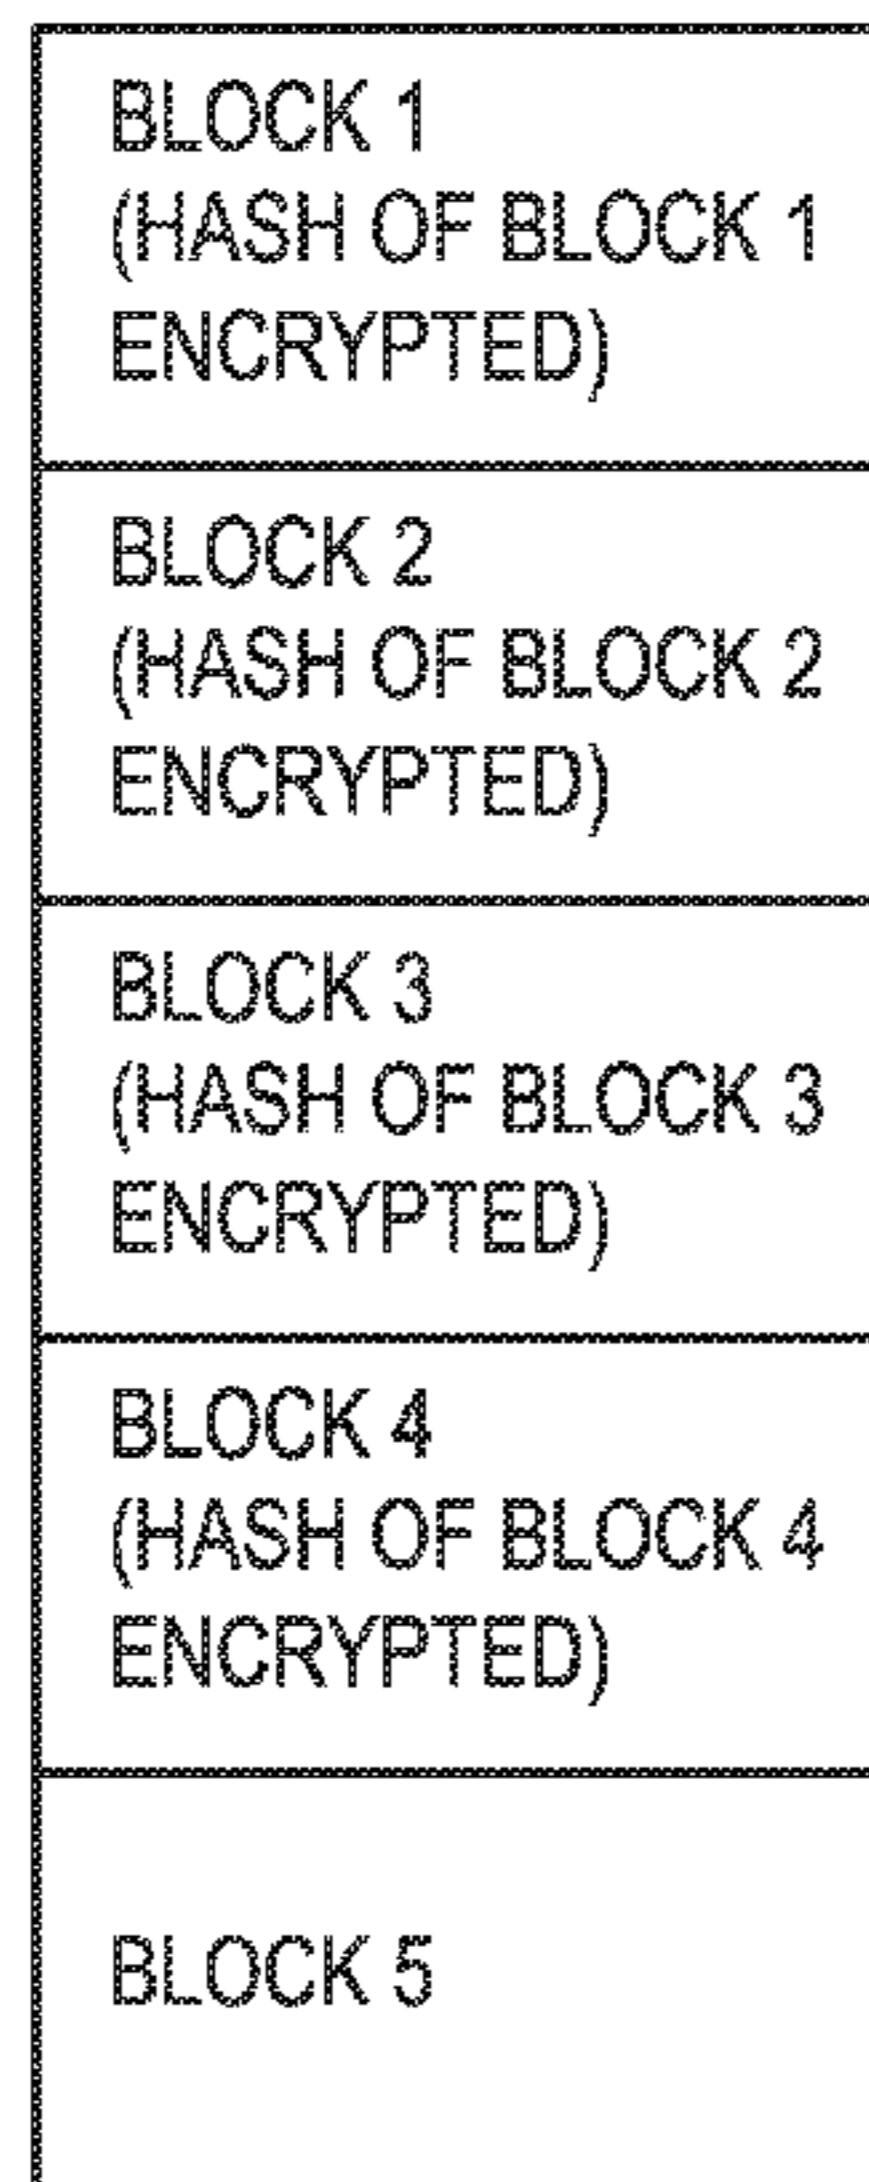 BLOCK 1
(HASH OF BLOCK 1
ENCRYPTED)
BLOCK 2
(HASH OF BLOCK 2
ENCRYPTED)
BLOCK 3
(HASH OF BLOCK 3
ENCRYPTED)
BLOCK 4
(HASH OF BLOCK 4
ENCRYPTED)
BLOCK 5